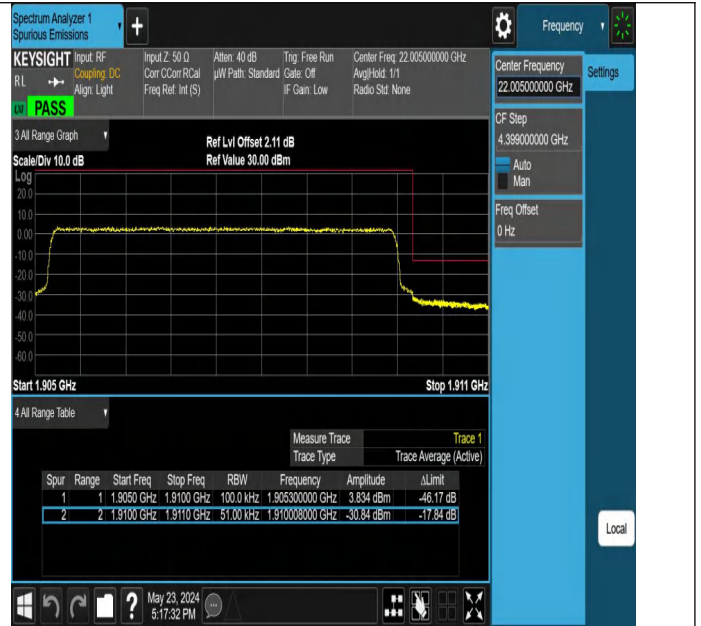 Spectrum Analyzer 1
Spurious Emissions
Frequency
KEYSIGHT
RL
LXI
PASS
Input: RF
Coupling: DC
Align: Light
Input Z: 50 Ω
Corr CCorr RCal
Freq Ref: Int (S)
Atten: 40 dB
µW Path: Standard
Trig: Free Run
Gate: Off
IF Gain: Low
Center Freq: 22.005000000 GHz
Avg|Hold: 1/1
Radio Std: None
Center Frequency
22.005000000 GHz
Settings
CF Step
4.399000000 GHz
Auto
Man
Freq Offset
0 Hz
3 All Range Graph
Ref Lvl Offset 2.11 dB
Scale/Div 10.0 dB
Ref Value 30.00 dBm
Log
20.0
10.0
0.00
-10.0
-20.0
-30.0
-40.0
-50.0
-60.0
Start 1.905 GHz
Stop 1.911 GHz
4 All Range Table
Measure Trace Trace 1
Trace Type Trace Average (Active)
Spur Range Start Freq Stop Freq RBW Frequency Amplitude ΔLimit
1 1 1.9050 GHz 1.9100 GHz 100.0 kHz 1.905300000 GHz 3.834 dBm -46.17 dB
2 2 1.9100 GHz 1.9110 GHz 51.00 kHz 1.910008000 GHz -30.84 dBm -17.84 dB
Local
?
May 23, 2024
5:17:32 PM